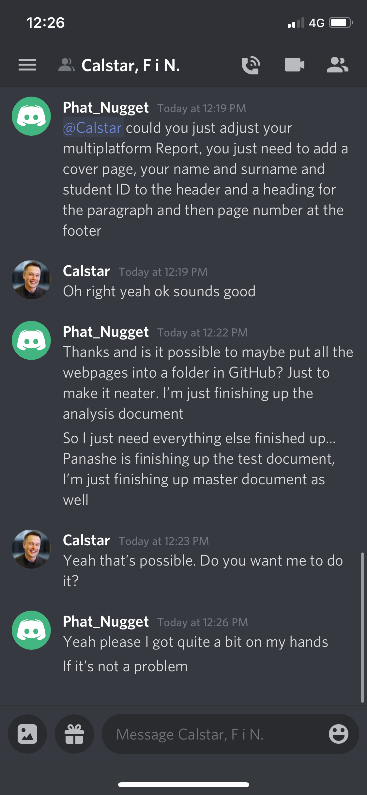 12:26
4G
Calstar, F i N.
Phat_Nugget Today at 12:19 PM
@Calstar could you just adjust your
multiplatform Report, you just need to add a
cover page, your name and surname and
student ID to the header and a heading for
the paragraph and then page number at the
footer
Calstar Today at 12:19 PM
Oh right yeah ok sounds good
Phat_Nugget Today at 12:22 PM
Thanks and is it possible to maybe put all the
webpages into a folder in GitHub? Just to
make it neater. I'm just finishing up the
analysis document
So I just need everything else finished up...
Panashe is finishing up the test document,
I'm just finishing up master document as
well
Calstar Today at 12:23 PM
Yeah that's possible. Do you want me to do
it?
Phat_Nugget Today at 12:26 PM
Yeah please I got quite a bit on my hands
If it's not a problem
Message Calstar, F i N.